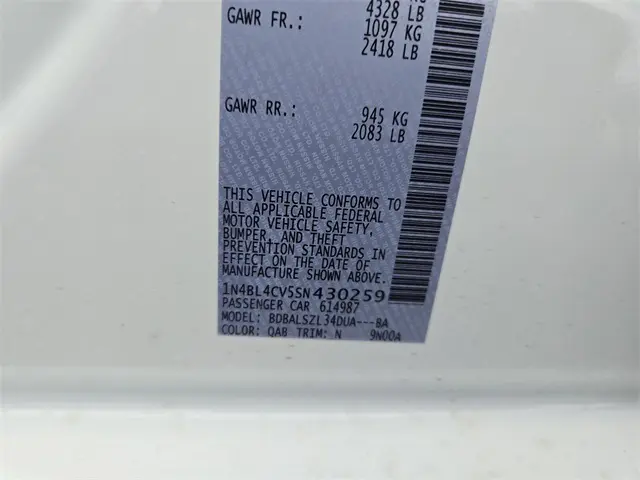 4328 LB
GAWR FR.: 1097 KG
2418 LB
GAWR RR.: 945 KG
2083 LB
THIS VEHICLE CONFORMS TO
ALL APPLICABLE FEDERAL
MOTOR VEHICLE SAFETY,
BUMPER, AND THEFT
PREVENTION STANDARDS IN
EFFECT ON THE DATE OF
MANUFACTURE SHOWN ABOVE.
1N4BL4CV5SN430259
PASSENGER CAR 614987
MODEL: BDBALSZL34DUA---BA
COLOR: QAB TRIM: N 9N00A